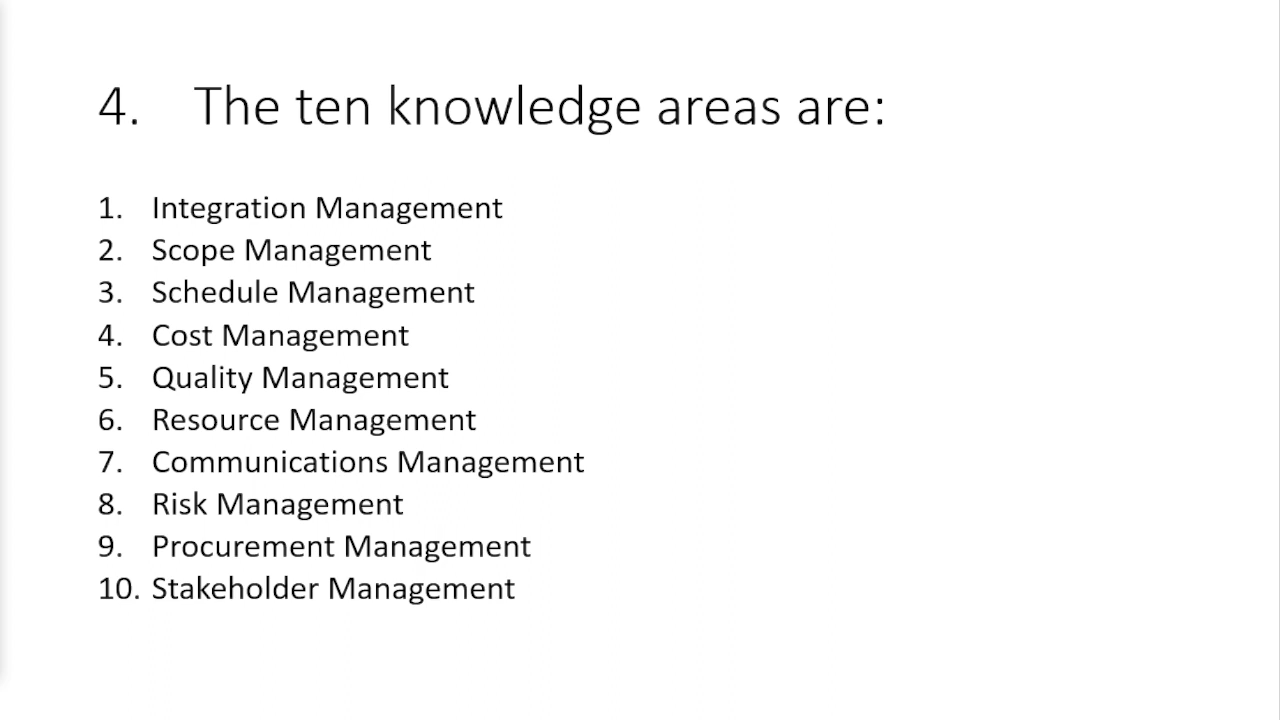 4. The ten knowledge areas are:
1. Integration Management
2. Scope Management
3. Schedule Management
4. Cost Management
5. Quality Management
6. Resource Management
7. Communications Management
8. Risk Management
9. Procurement Management
10. Stakeholder Management